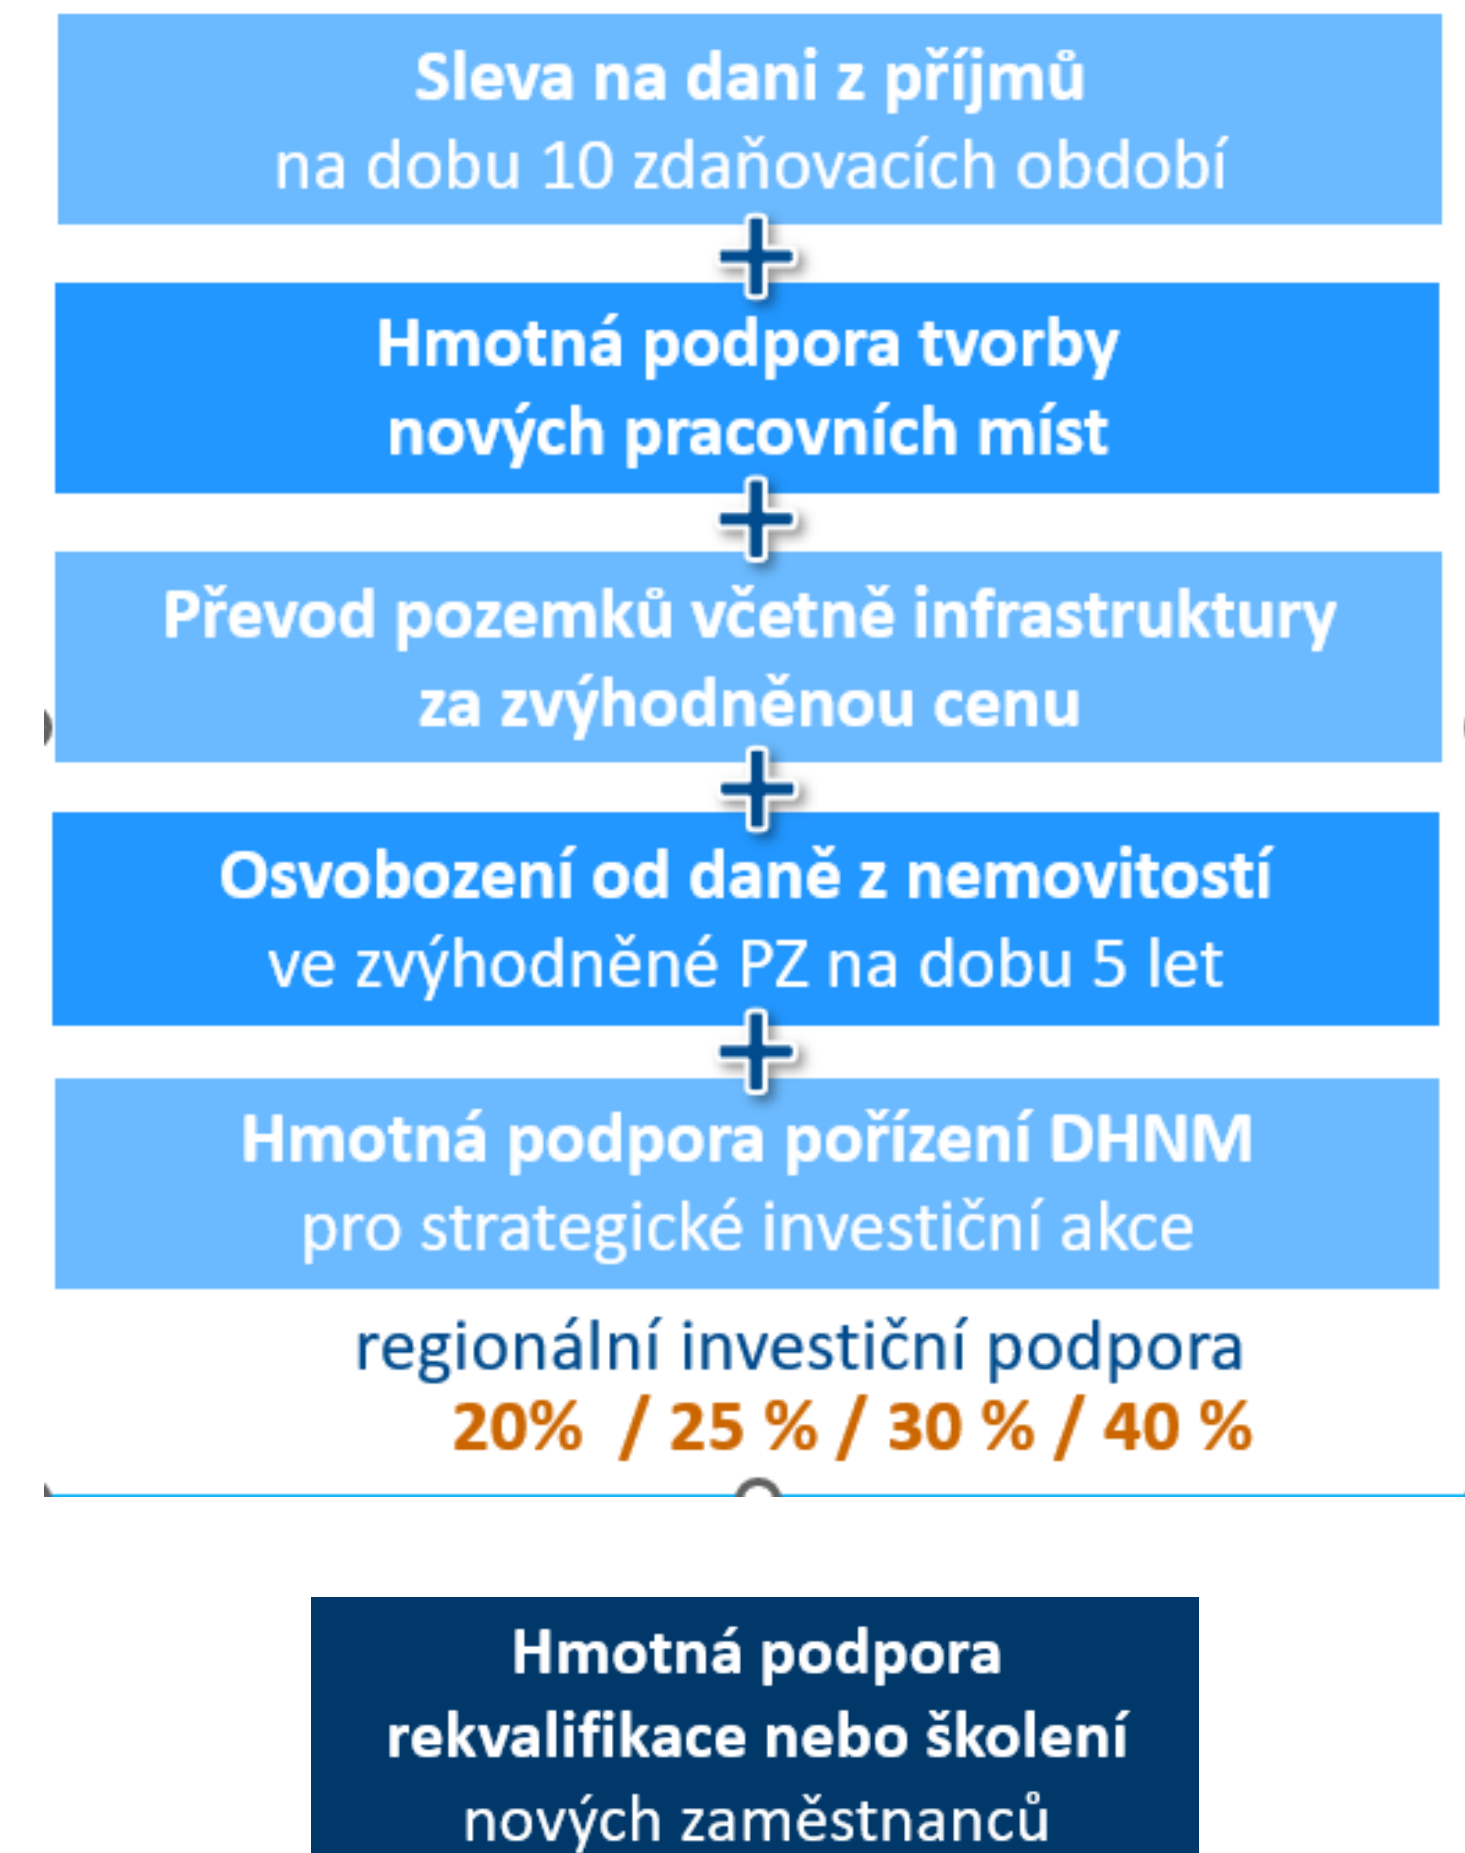 Sleva na dani z příjmů
na dobu 10 zdaňovacích období
+
Hmotná podpora tvorby
nových pracovních míst
+
Převod pozemků včetně infrastruktury
za zvýhodněnou cenu
+
Osvobození od daně z nemovitostí
ve zvýhodněné PZ na dobu 5 let
+
Hmotná podpora pořízení DHNM
pro strategické investiční akce
regionální investiční podpora
20% / 25 % / 30 % / 40 %
Hmotná podpora
rekvalifikace nebo školení
nových zaměstnanců